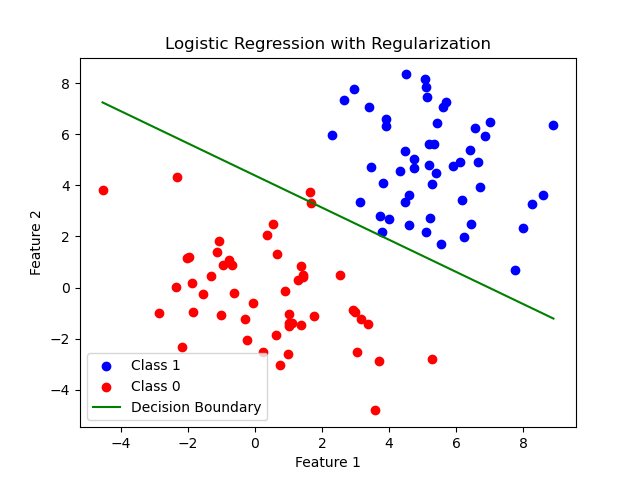 Logistic Regression with Regularization
Feature 2
8
6
4
2
0
−2
−4
Class 1
Class 0
Decision Boundary
−4 −2 0 2 4 6 8
Feature 1